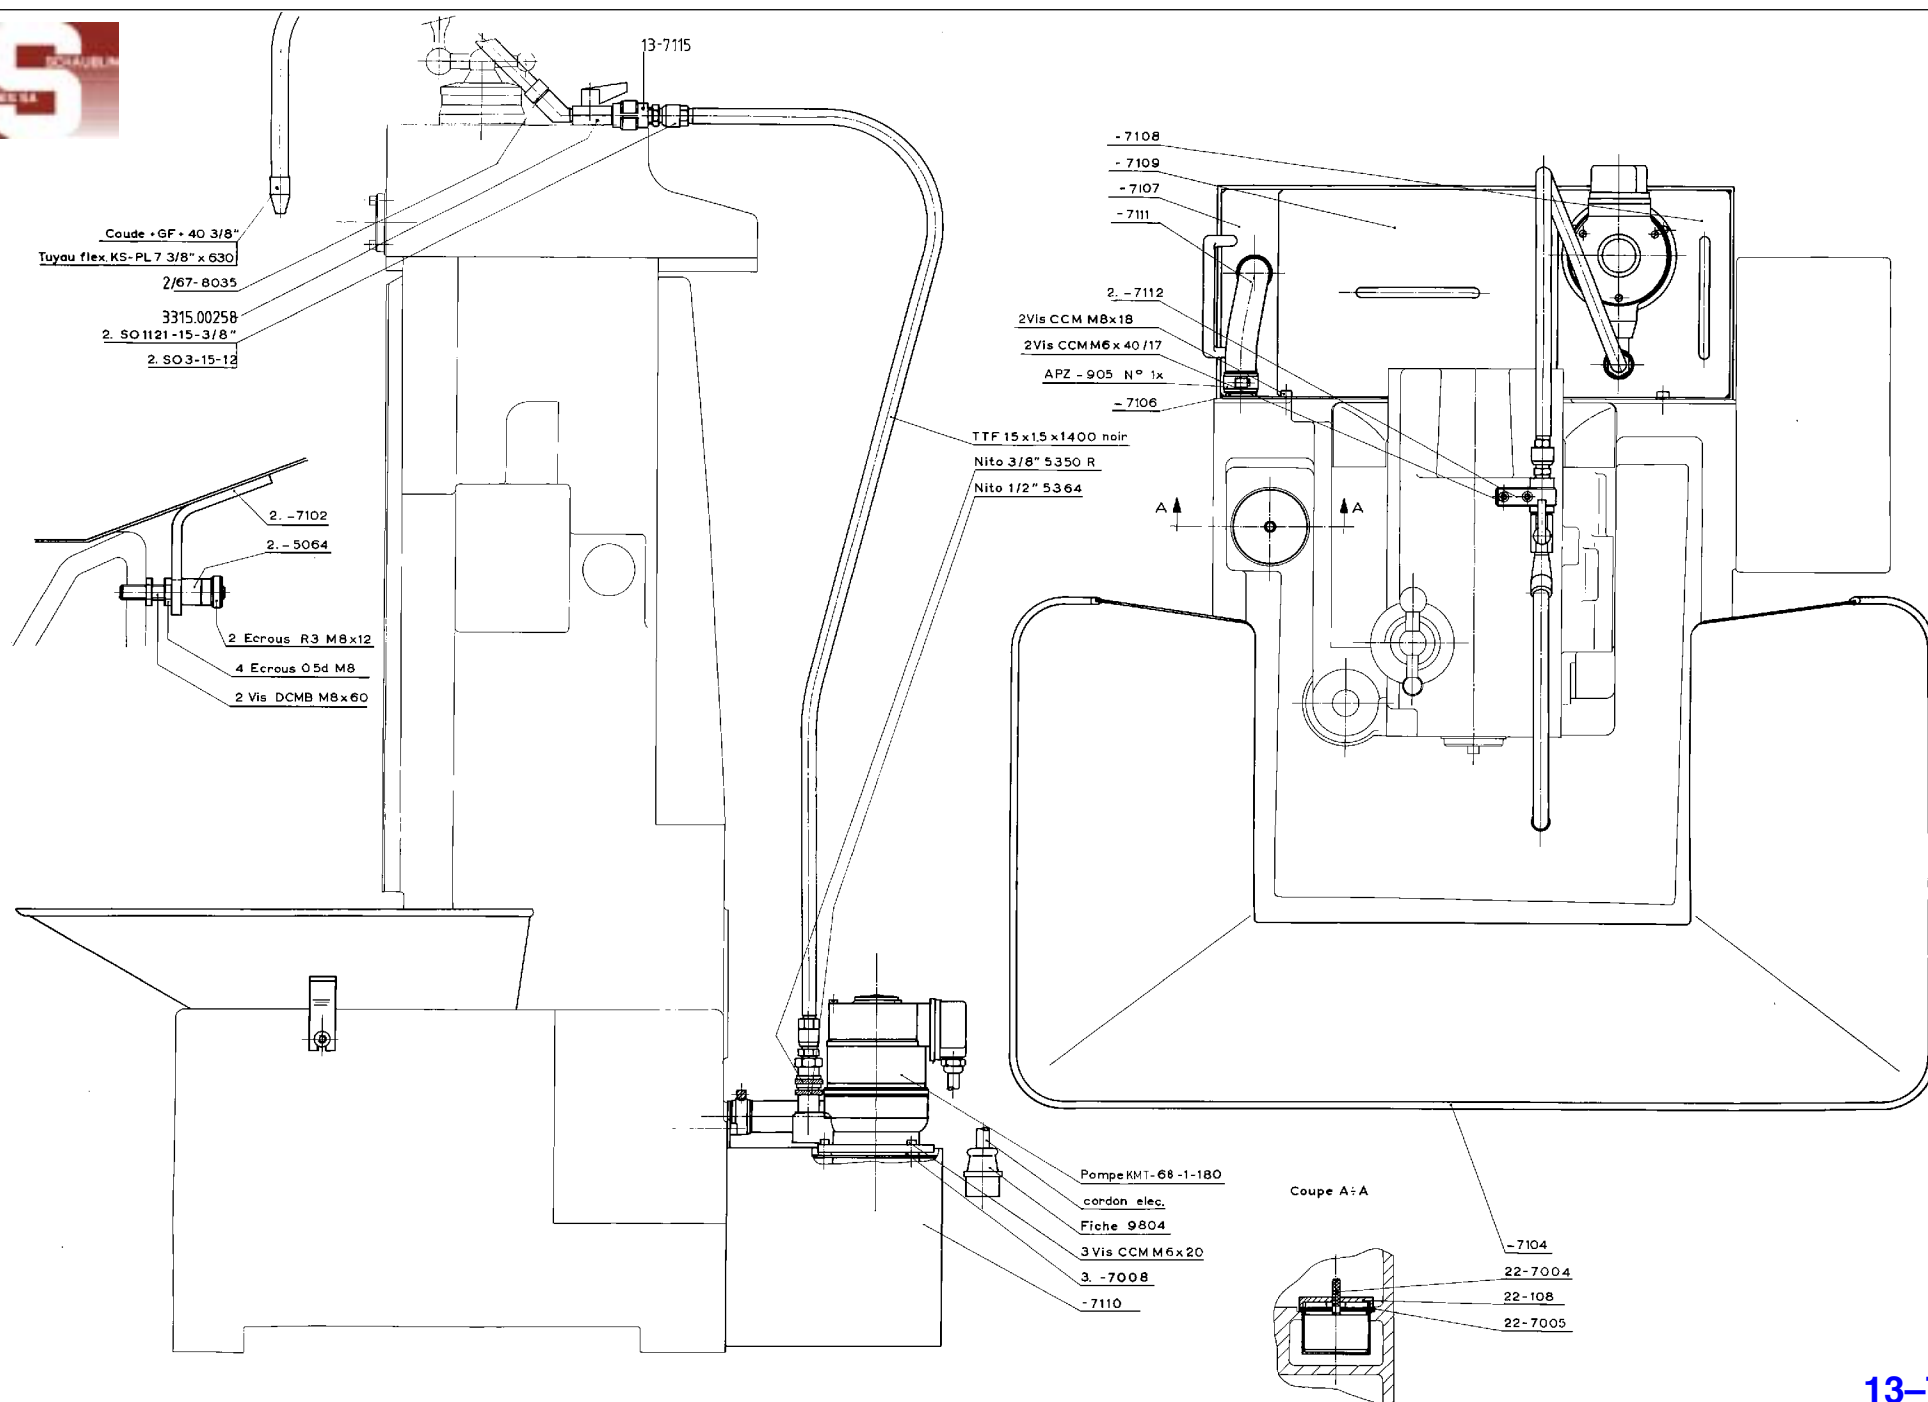 S
SCHAUBLIN
13-7115
Coude +GF+ 40 3/8"
Tuyau flex. KS-PL 7 3/8" x 630
2/67-8035
3315.00258
2. SO1121-15-3/8"
2. SO3-15-12
TTF 15x1.5x1400 noir
Nito 3/8" 5350 R
Nito 1/2" 5364
2. -7102
2. -5064
2 Ecrous R3 M8x12
4 Ecrous 05d M8
2 Vis DCMB M8x60
-7108
-7109
-7107
-7111
2. -7112
2Vis CCM M8x18
2Vis CCM M6x40/17
APZ-905 N° 1x
-7106
A A
Pompe KMT-68-1-180
cordon elec.
Fiche 9804
3 Vis CCM M6x20
3. -7008
-7110
Coupe A÷A
-7104
22-7004
22-108
22-7005